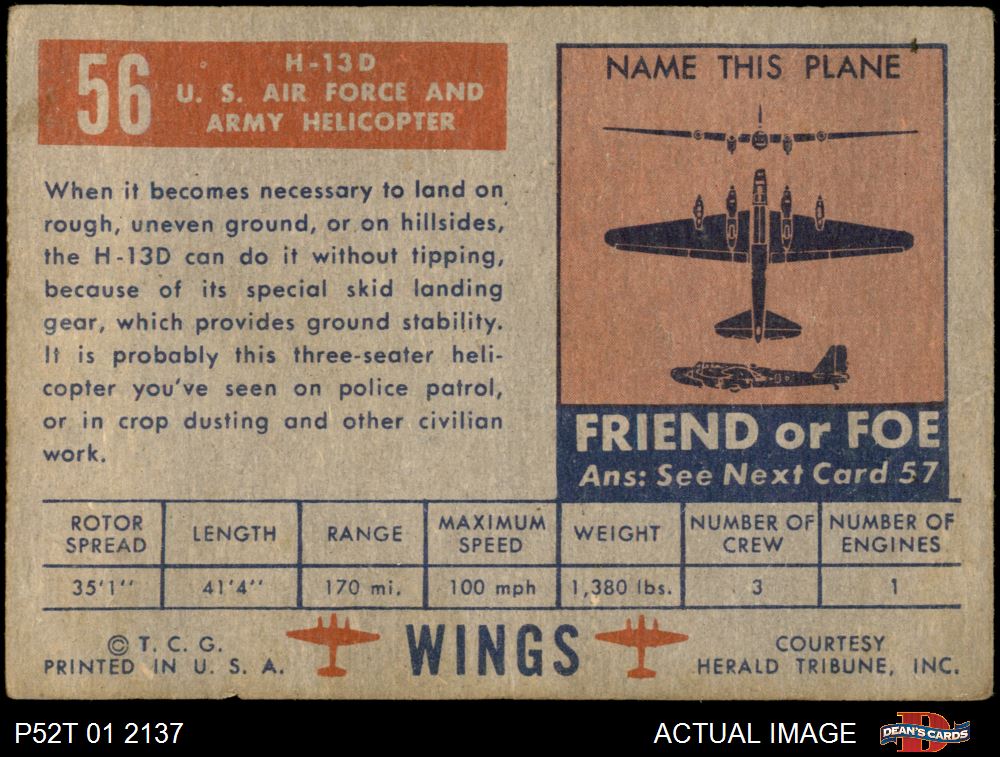 56
H-13D
U. S. AIR FORCE AND
ARMY HELICOPTER
When it becomes necessary to land on
rough, uneven ground, or on hillsides,
the H-13D can do it without tipping,
because of its special skid landing
gear, which provides ground stability.
It is probably this three-seater heli-
copter you've seen on police patrol,
or in crop dusting and other civilian
work.
NAME THIS PLANE
FRIEND or FOE
Ans: See Next Card 57
ROTOR SPREAD LENGTH RANGE MAXIMUM SPEED WEIGHT NUMBER OF CREW NUMBER OF ENGINES
35'1'' 41'4'' 170 mi. 100 mph 1,380 lbs. 3 1
© T. C. G.
PRINTED IN U. S. A.
WINGS
COURTESY
HERALD TRIBUNE, INC.
P52T 01 2137
ACTUAL IMAGE
D
DEAN'S CARDS